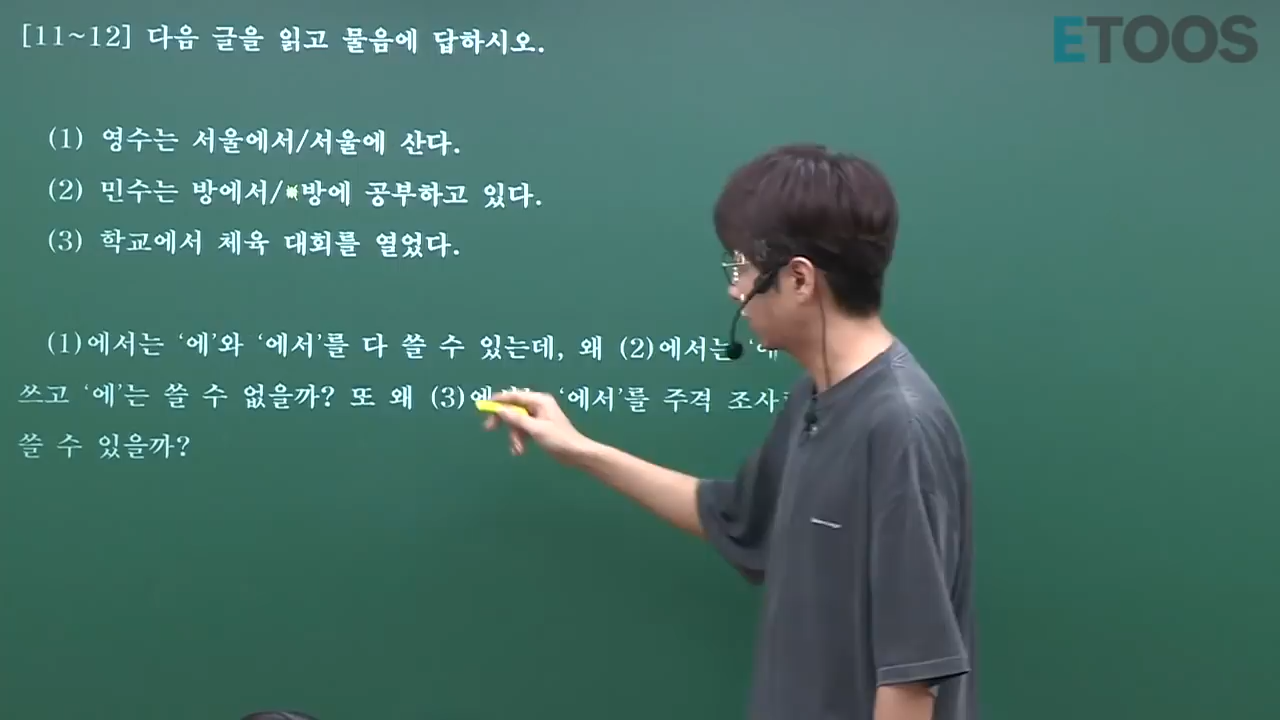 [11~12] 다음 글을 읽고 물음에 답하시오.
ETOOS
(1) 영수는 서울에서/서울에 산다.
(2) 민수는 방에서/*방에 공부하고 있다.
(3) 학교에서 체육 대회를 열었다.
(1)에서는 ‘에’와 ‘에서’를 다 쓸 수 있는데, 왜 (2)에서는
쓰고 ‘에’는 쓸 수 없을까? 또 왜 (3) ‘에서’를 주격 조사
쓸 수 있을까?